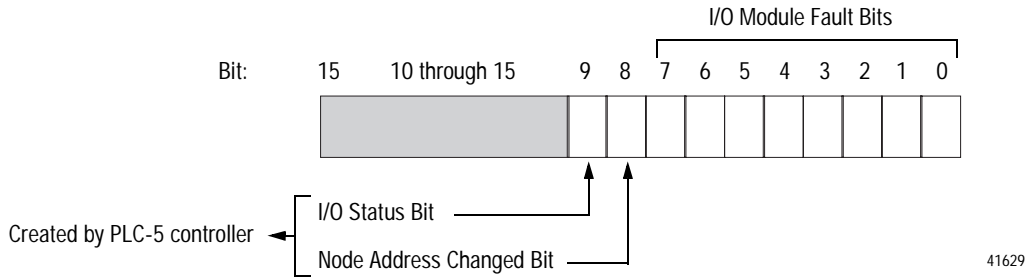 I/O Module Fault Bits
Bit: 15 10 through 15 9 8 7 6 5 4 3 2 1 0
I/O Status Bit
Created by PLC-5 controller
Node Address Changed Bit
41629